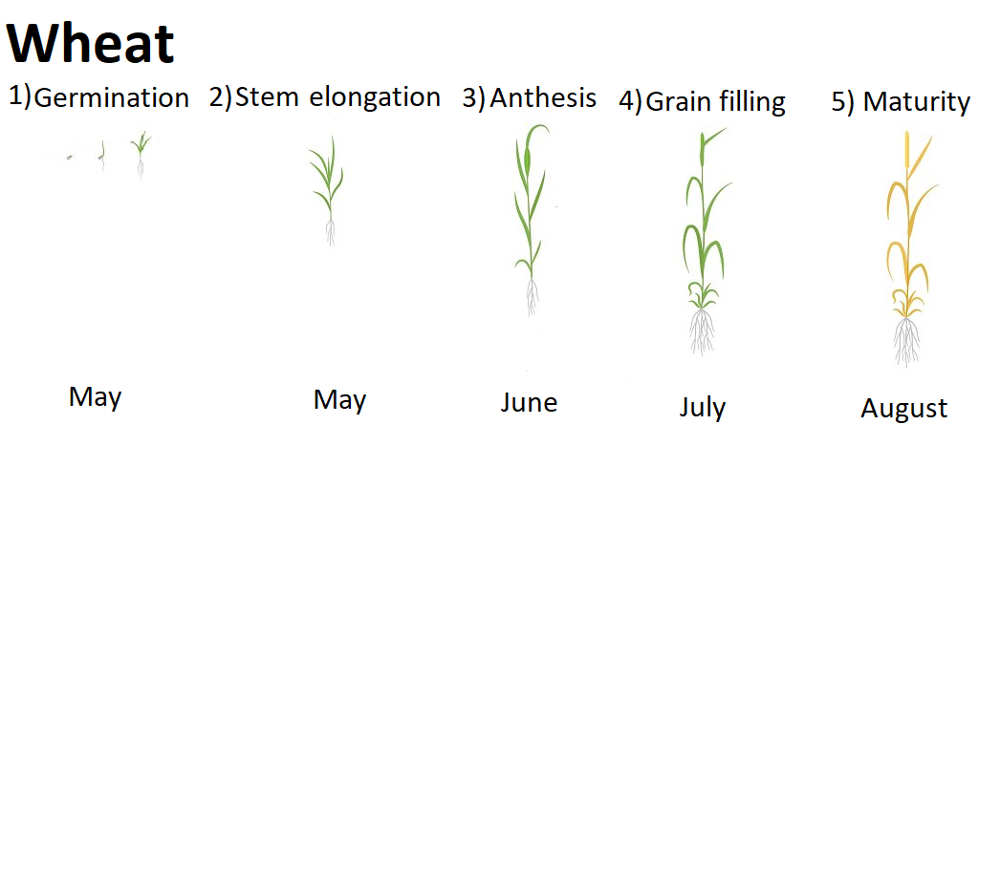 Wheat
1) Germination 2) Stem elongation 3) Anthesis 4) Grain filling 5) Maturity
May May June July August